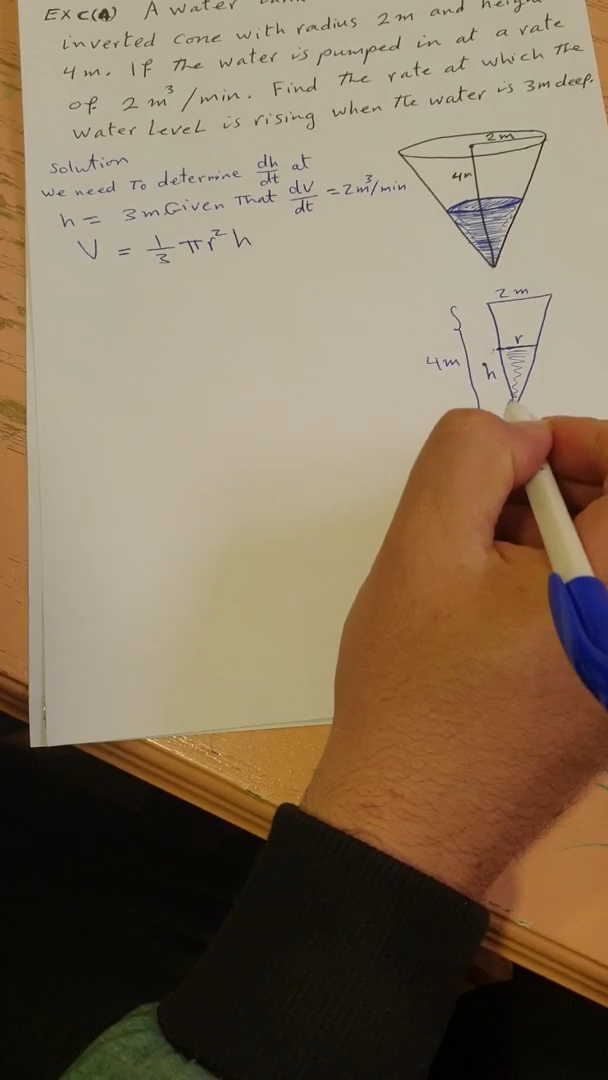 Ex C(4) A water
inverted cone with radius 2m and height
4m. If the water is pumped in at a rate
of 2 m³/min. Find the rate at which the
water level is rising when the water is 3m deep.
Solution
we need To determine dh/dt at
h = 3m Given That dv/dt = 2m³/min
V = 1/3 πr² h
2m
4m
2m
r
4m
h